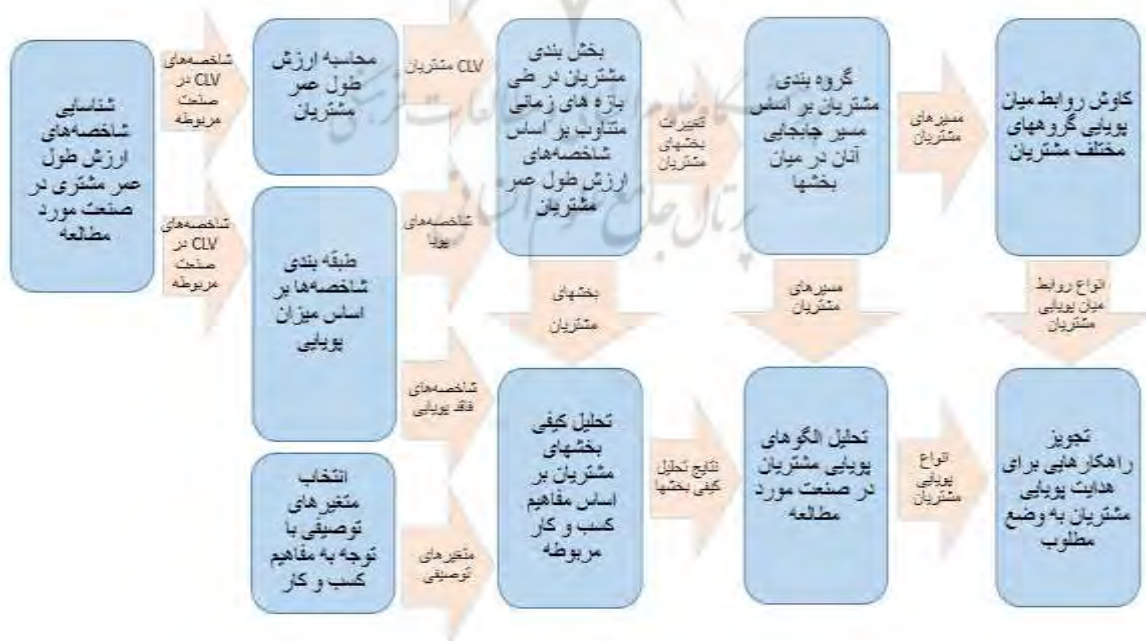 شناسایی
شاخصه‌های
ارزش طول
عمر مشتری در
صنعت مورد
مطالعه
شاخصه‌های
CLV در
صنعت
مربوطه
شاخصه‌های
CLV در
صنعت
مربوطه
محاسبه ارزش
طول عمر
مشتریان
طبقه بندی
شاخصه‌ها بر
اساس میزان
پویایی
انتخاب
متغیرهای
توصیفی با
توجه به مفاهیم
کسب و کار
CLV مشتریان
شاخصه‌های
پویا
شاخصه‌های
فاقد پویایی
متغیرهای
توصیفی
بخش بندی
مشتریان در طی
بازه های زمانی
متناوب بر اساس
شاخصه‌های
ارزش طول عمر
مشتریان
بخشهای
مشتریان
تحلیل کیفی
بخشهای
مشتریان بر
اساس مفاهیم
کسب و کار
مربوطه
تغییرات
بخشهای
مشتریان
نتایج تحلیل
کیفی بخشها
گروه بندی
مشتریان بر اساس
مسیر جابجایی
آنان در میان
بخشها
مسیرهای
مشتریان
تحلیل الگوهای
پویایی مشتریان
در صنعت مورد
مطالعه
مسیرهای
مشتریان
انواع
پویایی
مشتریان
کاوش روابط میان
پویایی گروههای
مختلف مشتریان
انواع روابط
میان پویایی
مشتریان
تجویز
راهکارهایی برای
هدایت پویایی
مشتریان به وضع
مطلوب
پرتال جامع علوم انسانی